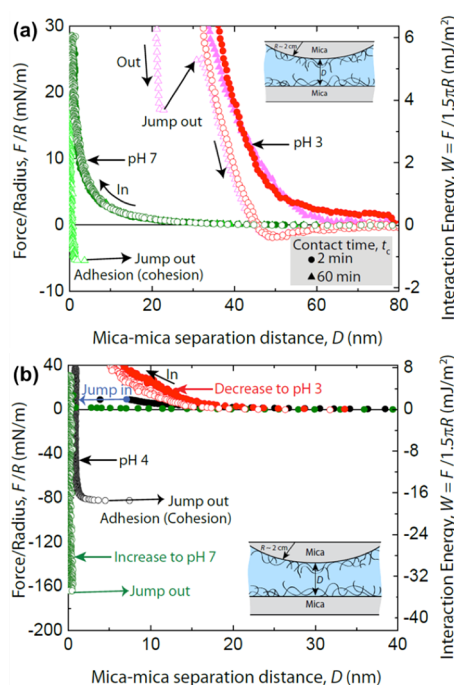 (a)
Force/Radius, F/R (mN/m)
30
20
10
0
-10
Out
Jump out
pH 3
pH 7
In
Jump out
Adhesion (cohesion)
R~2 cm
Mica
D
Mica
Contact time, tc
2 min
60 min
6
4
2
0
-2
Interaction Energy, W = F /1.5πR (mJ/m²)
0 10 20 30 40 50 60 70 80
Mica-mica separation distance, D (nm)
(b)
Force/Radius, F/R (mN/m)
40
0
-40
-80
-120
-160
-200
In
Jump in
Decrease to pH 3
pH 4
Jump out
Adhesion (Cohesion)
Increase to pH 7
Jump out
R~2 cm
Mica
D
Mica
8
0
-8
-16
-24
-32
-40
Interaction Energy, W = F /1.5πR (mJ/m²)
0 10 20 30 40
Mica-mica separation distance, D (nm)